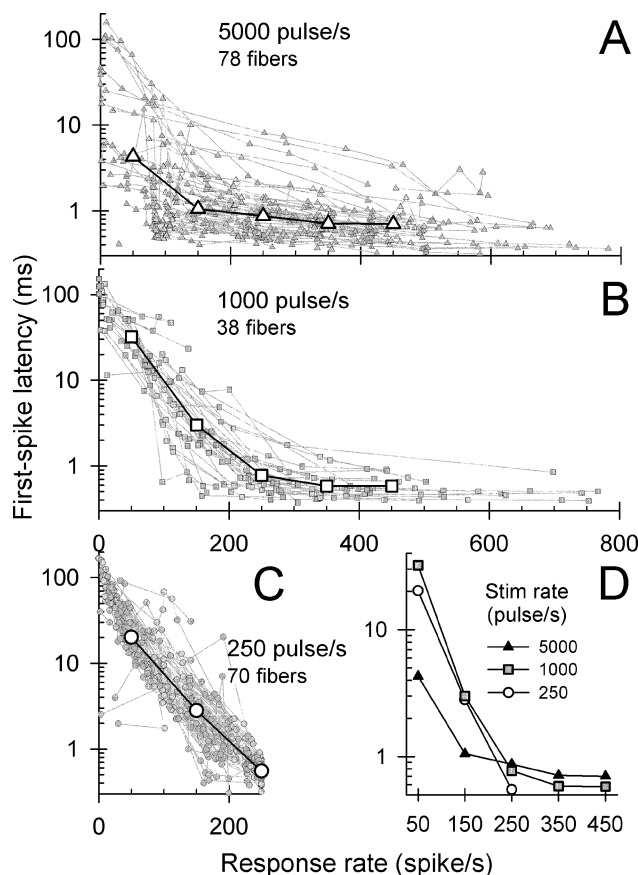 5000 pulse/s
78 fibers
A
100
10
1
1000 pulse/s
38 fibers
B
100
10
1
First-spike latency (ms)
0
200
400
600
800
250 pulse/s
70 fibers
C
100
10
1
0
200
D
Stim rate
(pulse/s)
5000
1000
250
10
1
50
150
250
350
450
Response rate (spike/s)